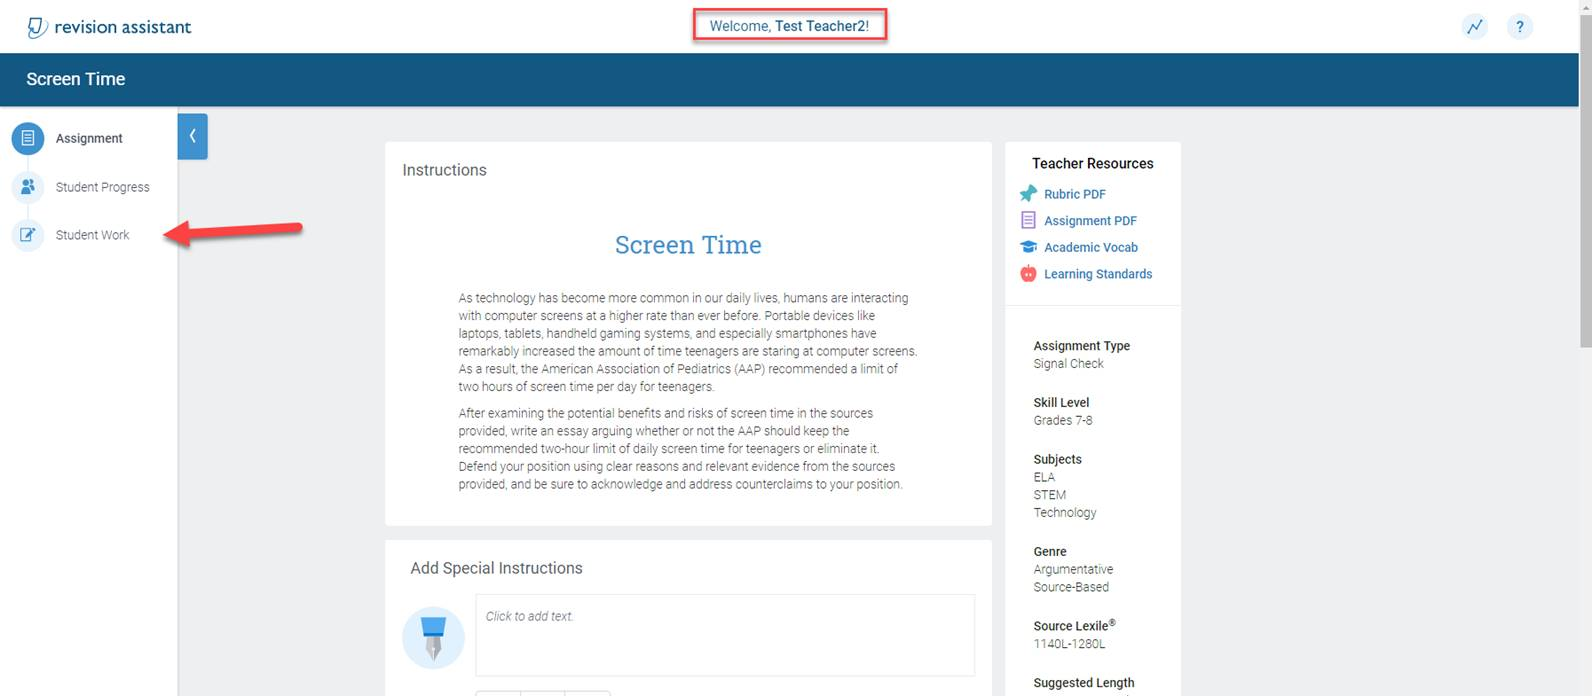 revision assistant
Welcome, Test Teacher2!
?
Screen Time
Assignment
Student Progress
Student Work
Instructions
Screen Time
As technology has become more common in our daily lives, humans are interacting
with computer screens at a higher rate than ever before. Portable devices like
laptops, tablets, handheld gaming systems, and especially smartphones have
remarkably increased the amount of time teenagers are staring at computer screens.
As a result, the American Association of Pediatrics (AAP) recommended a limit of
two hours of screen time per day for teenagers.
After examining the potential benefits and risks of screen time in the sources
provided, write an essay arguing whether or not the AAP should keep the
recommended two-hour limit of daily screen time for teenagers or eliminate it.
Defend your position using clear reasons and relevant evidence from the sources
provided, and be sure to acknowledge and address counterclaims to your position.
Add Special Instructions
Click to add text.
Teacher Resources
Rubric PDF
Assignment PDF
Academic Vocab
Learning Standards
Assignment Type
Signal Check
Skill Level
Grades 7-8
Subjects
ELA
STEM
Technology
Genre
Argumentative
Source-Based
Source Lexile®
1140L-1280L
Suggested Length